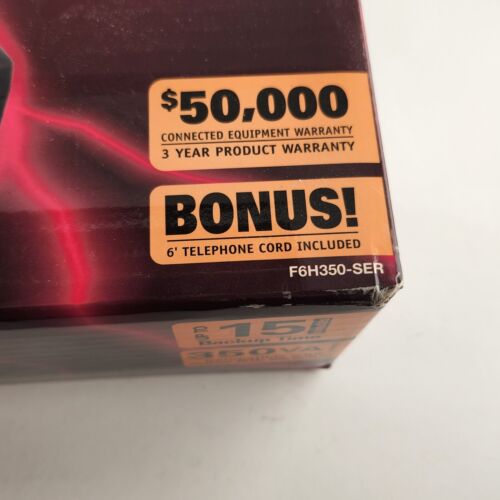 $50,000
CONNECTED EQUIPMENT WARRANTY
3 YEAR PRODUCT WARRANTY
BONUS!
6' TELEPHONE CORD INCLUDED
F6H350-SER
15
Backup Time
350VA